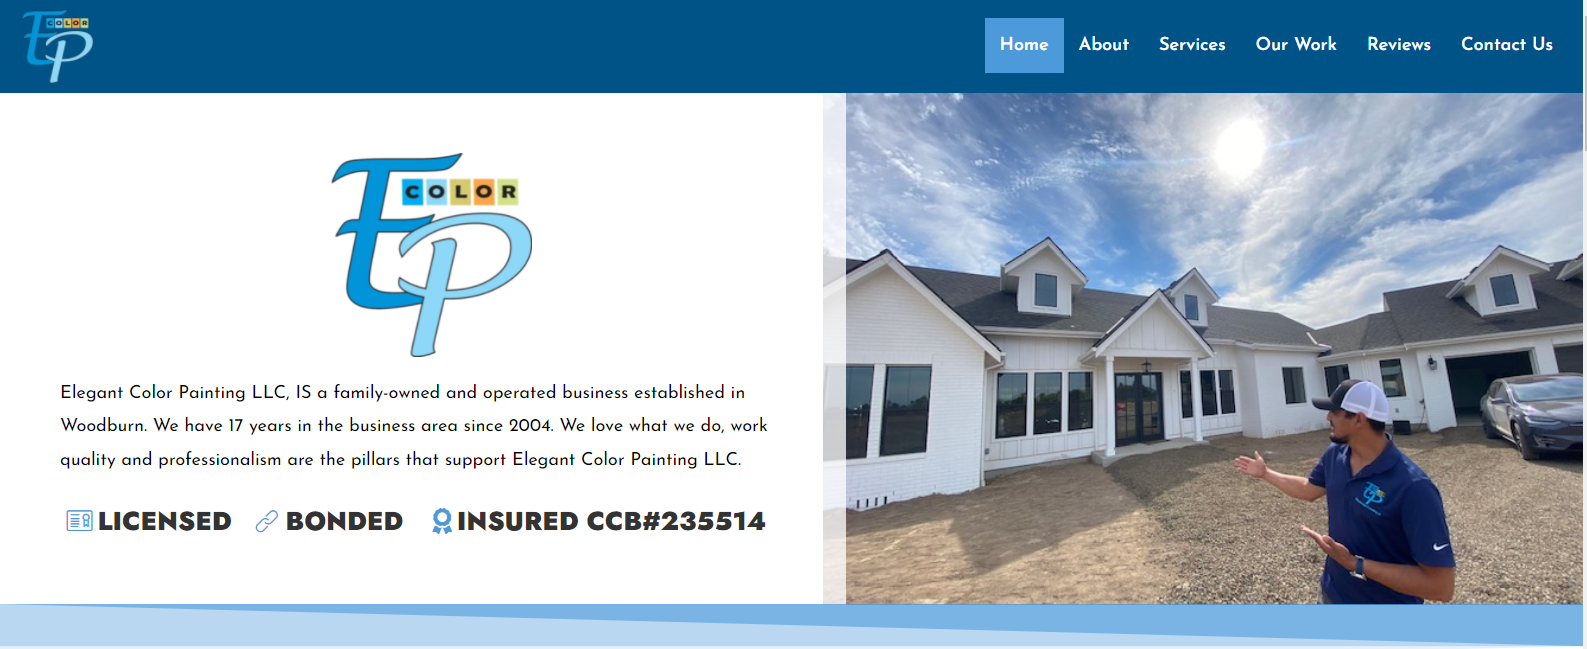 COLOR
EP
Home About Services Our Work Reviews Contact Us
COLOR
EP
Elegant Color Painting LLC, IS a family-owned and operated business established in
Woodburn. We have 17 years in the business area since 2004. We love what we do, work
quality and professionalism are the pillars that support Elegant Color Painting LLC.
LICENSED BONDED INSURED CCB#235514
EP